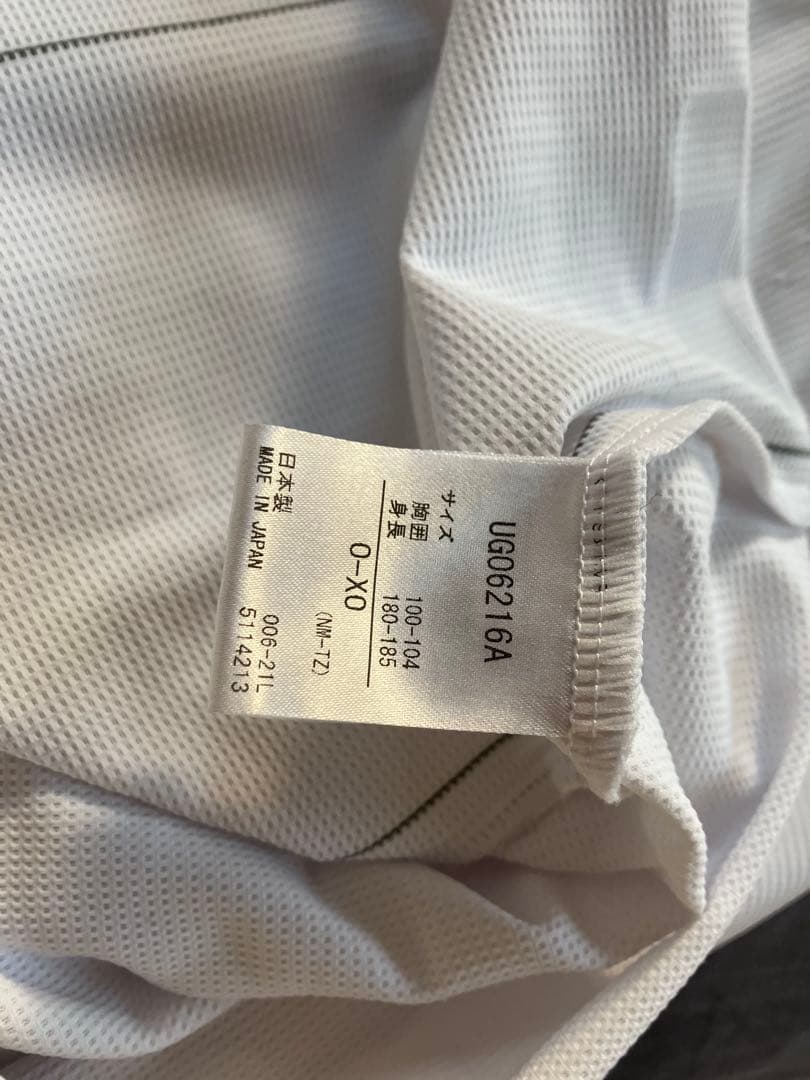 UG06216A
サイズ
胸囲 100-104
身長 180-185
O-XO
(NM-TZ)
日本製 006-21L
MADE IN JAPAN 5114213